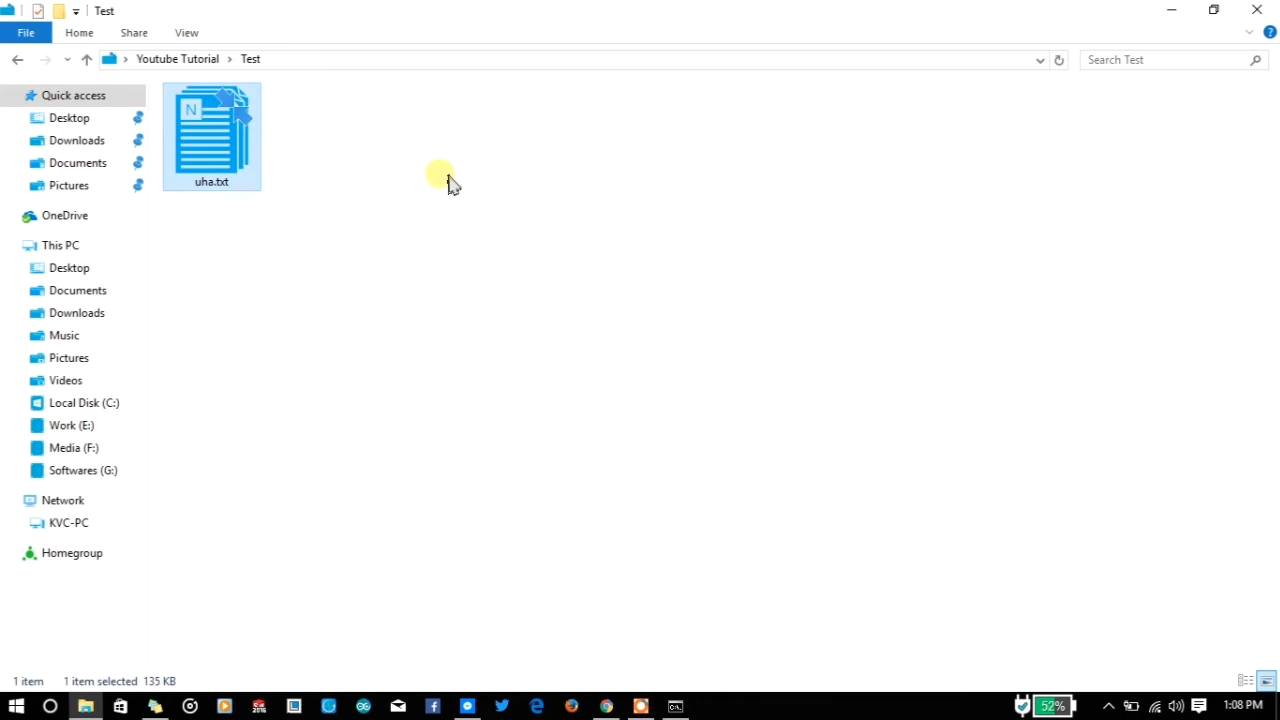 Test
File Home Share View
Youtube Tutorial Test
Search Test
Quick access
Desktop
Downloads
Documents
Pictures
OneDrive
This PC
Desktop
Documents
Downloads
Music
Pictures
Videos
Local Disk (C:)
Work (E:)
Media (F:)
Softwares (G:)
Network
KVC-PC
Homegroup
N
uha.txt
1 item 1 item selected 135 KB
52% 1:08 PM